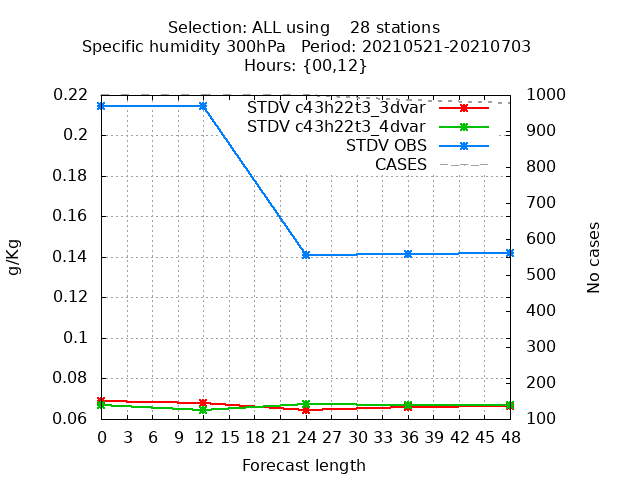 Selection: ALL using    28 stations
Specific humidity 300hPa   Period: 20210521-20210703
Hours: {00,12}
STDV c43h22t3_3dvar
STDV c43h22t3_4dvar
STDV OBS
CASES
0.22
0.2
0.18
0.16
0.14
0.12
0.1
0.08
0.06
g/Kg
1000
900
800
700
600
500
400
300
200
100
No cases
0 3 6 9 12 15 18 21 24 27 30 33 36 39 42 45 48
Forecast length